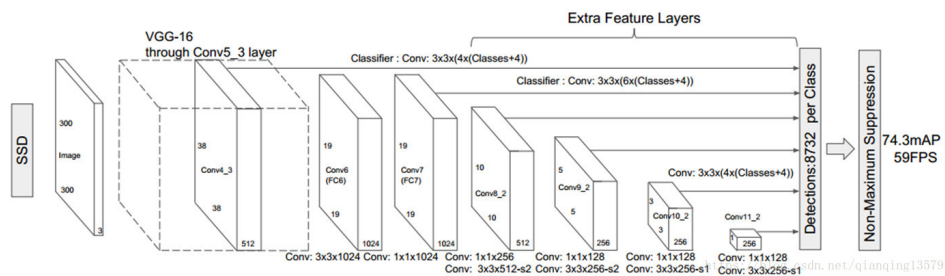 Extra Feature Layers
VGG-16
through Conv5_3 layer
Classifier : Conv: 3x3x(4x(Classes+4))
Classifier : Conv: 3x3x(6x(Classes+4))
SSD
300
Image
300
3
38
Conv4_3
38
512
19
Conv6
(FC6)
19
1024
19
Conv7
(FC7)
19
1024
10
Conv8_2
10
512
5
Conv9_2
5
256
Conv: 3x3x(4x(Classes+4))
3
Conv10_2
3
256
Conv11_2
1
256
Detections:8732 per Class
Non-Maximum Suppression
74.3mAP
59FPS
Conv: 3x3x1024
Conv: 1x1x1024
Conv: 1x1x256
Conv: 3x3x512-s2
Conv: 1x1x128
Conv: 3x3x256-s2
Conv: 1x1x128
Conv: 3x3x256-s1
Conv: 1x1x128
Conv: 3x3x256-s1
csdn.net/qianqing13579